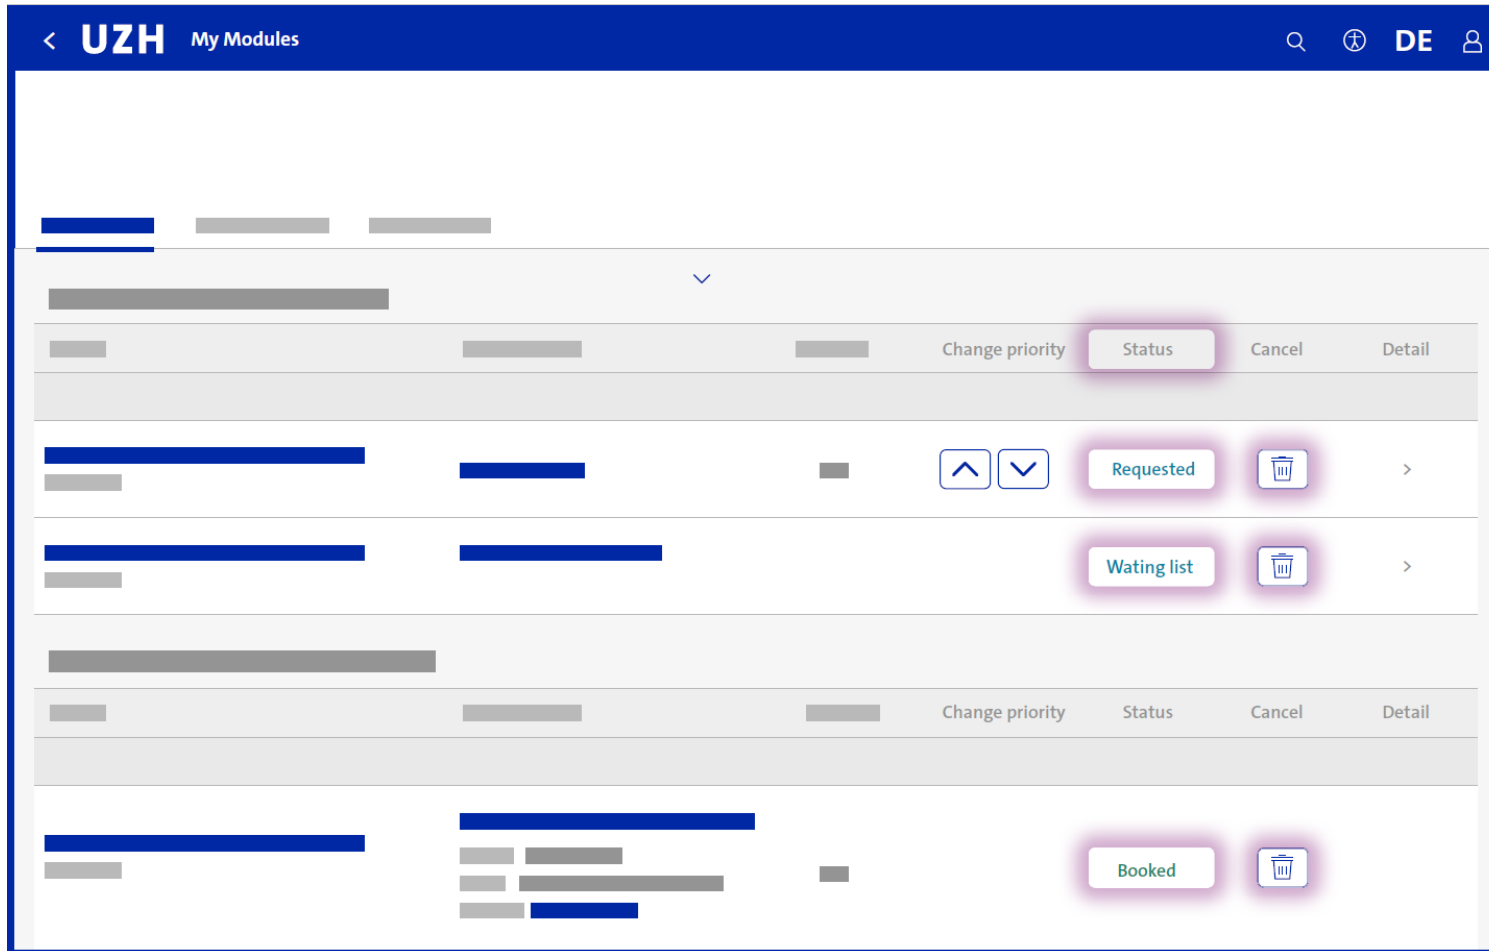 UZH My Modules DE
Change priority Status Cancel Detail
Requested
Wating list
Change priority Status Cancel Detail
Booked